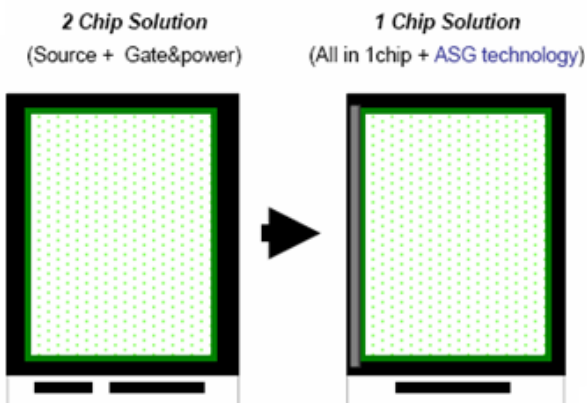 2 Chip Solution
(Source + Gate&power)
1 Chip Solution
(All in 1chip + ASG technology)